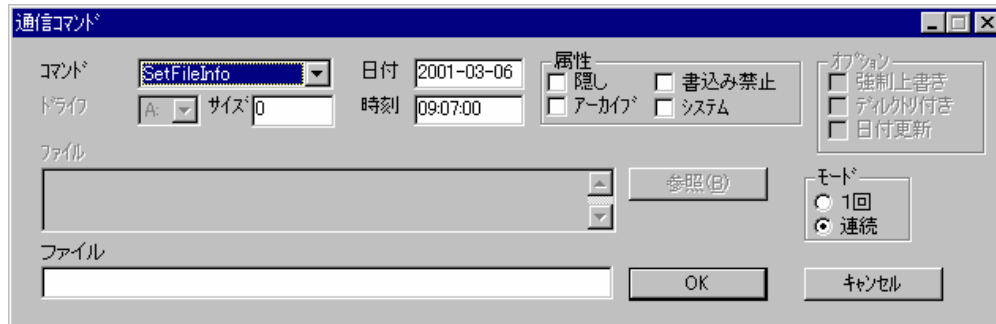 通信ｺﾏﾝﾄﾞ
ｺﾏﾝﾄﾞ SetFileInfo 日付 2001-03-06
ﾄﾞﾗｲﾌ A: ｻｲｽﾞ 0 時刻 09:07:00
属性
隠し 書込み禁止
ｱｰｶｲﾌﾞ ｼｽﾃﾑ
ｵﾌﾟｼｮﾝ
強制上書き
ﾃﾞｨﾚｸﾄﾘ付き
日付更新
ﾌｧｲﾙ
参照(B)
ﾓｰﾄﾞ
1回
連続
ファイル
OK ｷｬﾝｾﾙ